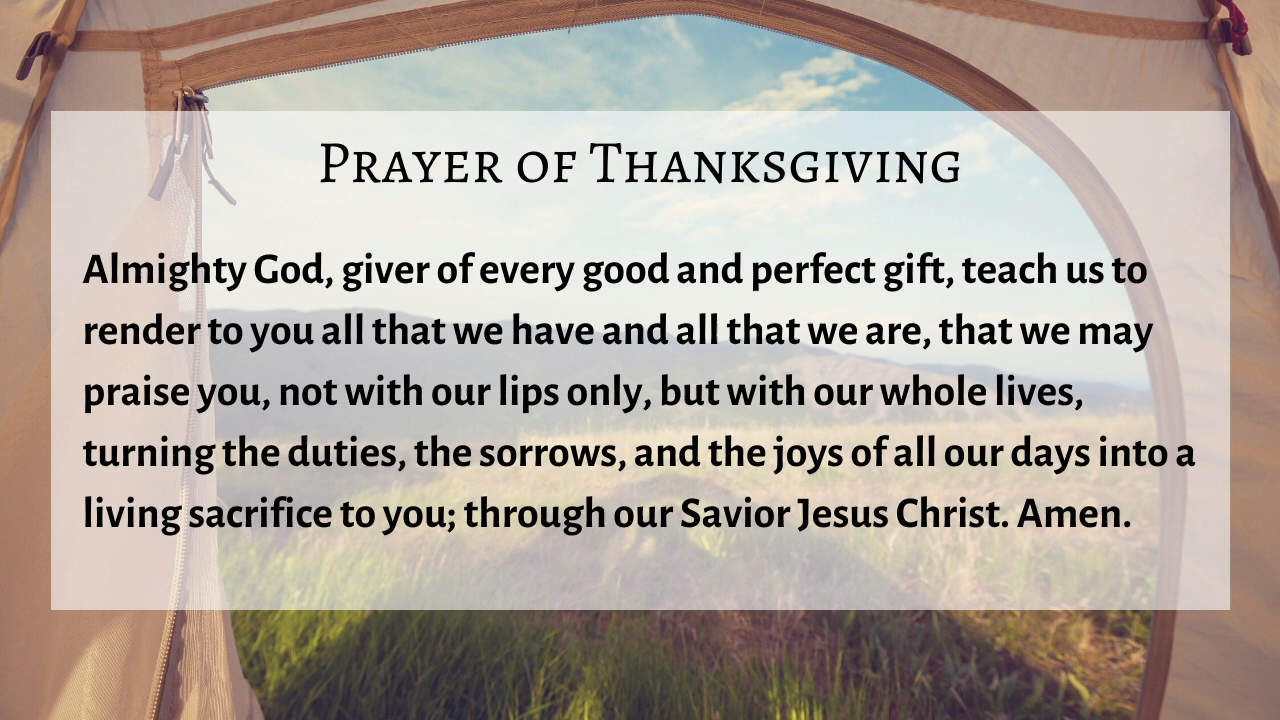 Prayer of Thanksgiving
Almighty God, giver of every good and perfect gift, teach us to
render to you all that we have and all that we are, that we may
praise you, not with our lips only, but with our whole lives,
turning the duties, the sorrows, and the joys of all our days into a
living sacrifice to you; through our Savior Jesus Christ. Amen.